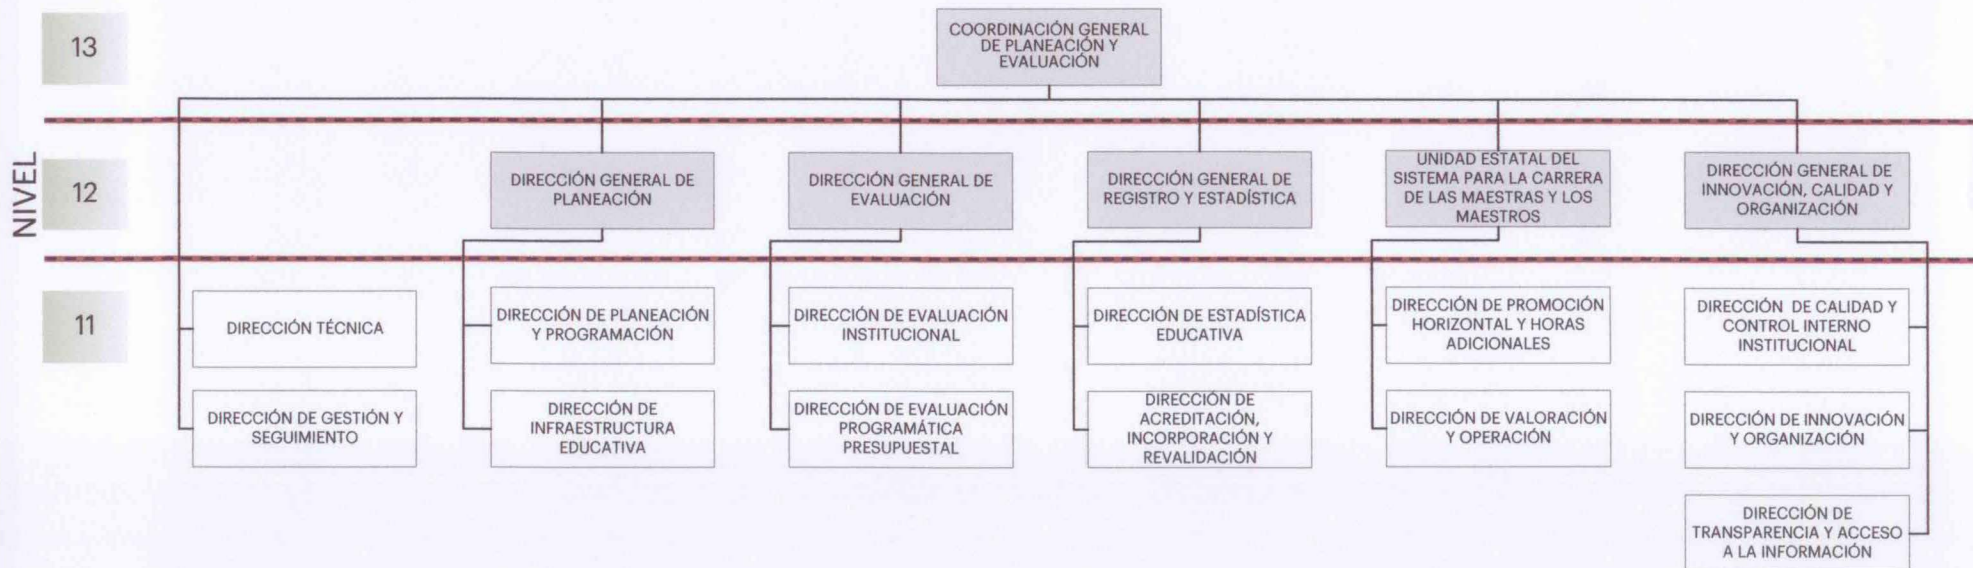 13
COORDINACIÓN GENERAL
DE PLANEACIÓN Y
EVALUACIÓN
NIVEL
12
DIRECCIÓN GENERAL DE
PLANEACIÓN
DIRECCIÓN GENERAL DE
EVALUACIÓN
DIRECCIÓN GENERAL DE
REGISTRO Y ESTADÍSTICA
UNIDAD ESTATAL DEL
SISTEMA PARA LA CARRERA
DE LAS MAESTRAS Y LOS
MAESTROS
DIRECCIÓN GENERAL DE
INNOVACIÓN, CALIDAD Y
ORGANIZACIÓN
11
DIRECCIÓN TÉCNICA
DIRECCIÓN DE PLANEACIÓN
Y PROGRAMACIÓN
DIRECCIÓN DE EVALUACIÓN
INSTITUCIONAL
DIRECCIÓN DE ESTADÍSTICA
EDUCATIVA
DIRECCIÓN DE PROMOCIÓN
HORIZONTAL Y HORAS
ADICIONALES
DIRECCIÓN DE CALIDAD Y
CONTROL INTERNO
INSTITUCIONAL
DIRECCIÓN DE GESTIÓN Y
SEGUIMIENTO
DIRECCIÓN DE
INFRAESTRUCTURA
EDUCATIVA
DIRECCIÓN DE EVALUACIÓN
PROGRAMÁTICA
PRESUPUESTAL
DIRECCIÓN DE
ACREDITACIÓN,
INCORPORACIÓN Y
REVALIDACIÓN
DIRECCIÓN DE VALORACIÓN
Y OPERACIÓN
DIRECCIÓN DE INNOVACIÓN
Y ORGANIZACIÓN
DIRECCIÓN DE
TRANSPARENCIA Y ACCESO
A LA INFORMACIÓN